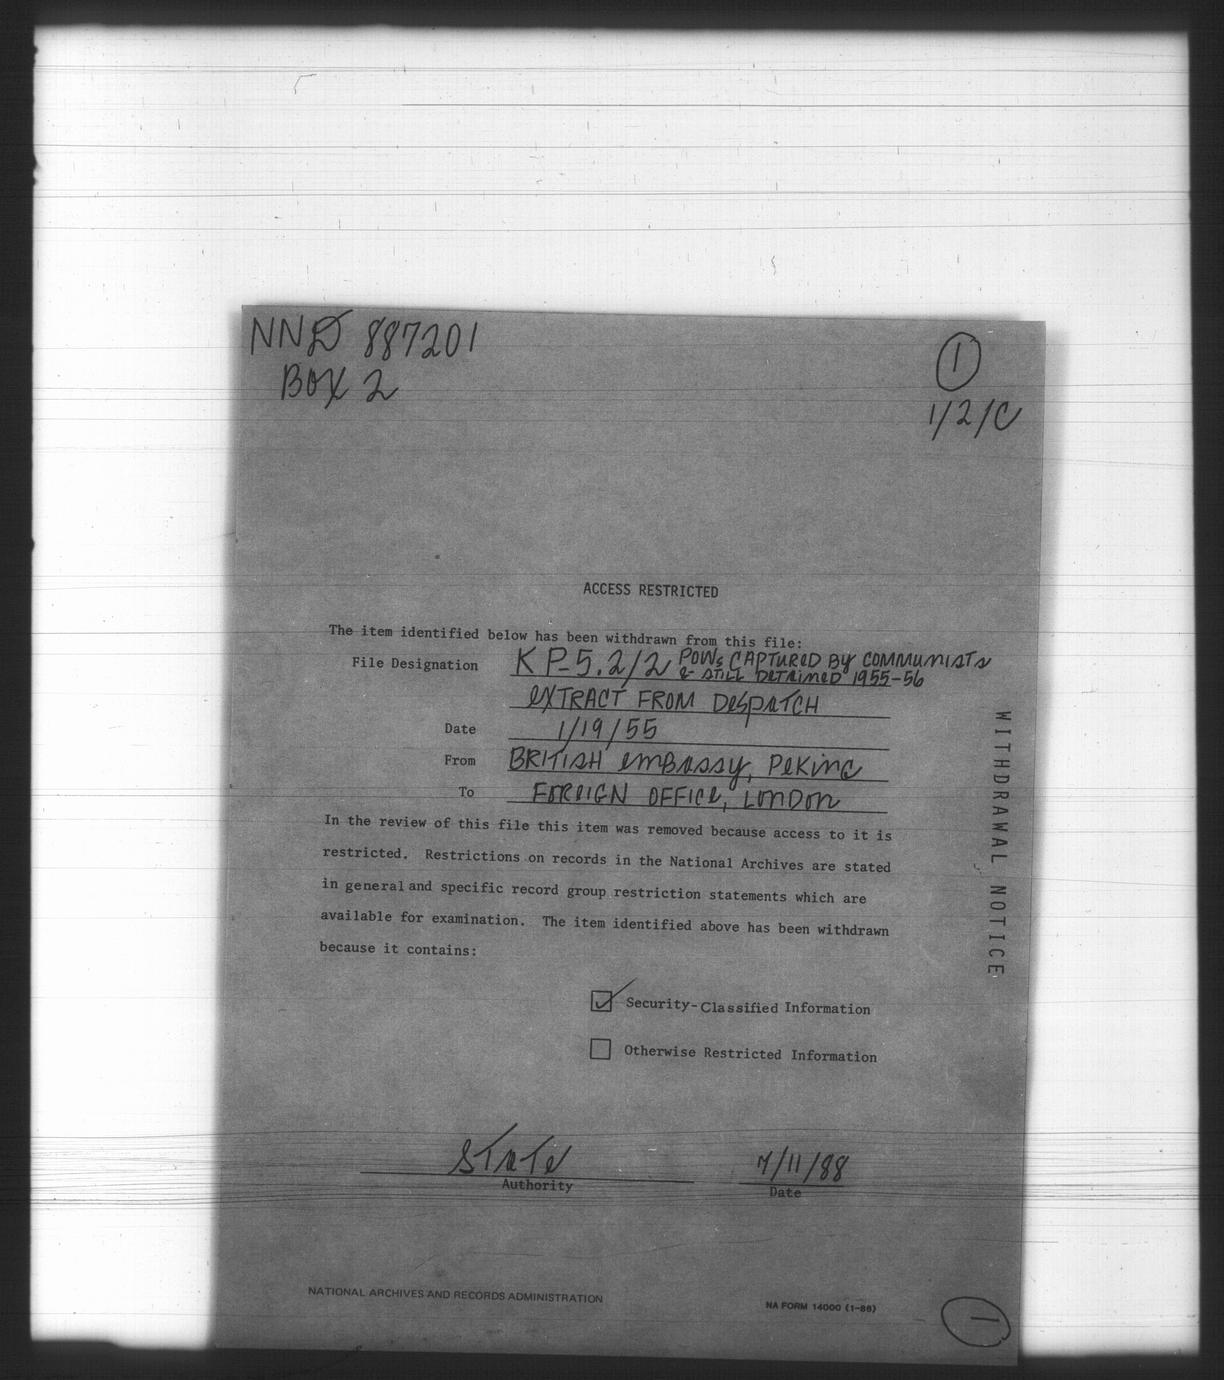 NND 887201
BOX 2
1
1/2/C
ACCESS RESTRICTED
The item identified below has been withdrawn from this file:
File Designation KP-5.2/2 POWs CAPTURED BY COMMUNISTS
& STILL DETAINED 1955-56
EXTRACT FROM DESPATCH
Date 1/19/55
From BRITISH EMBASSY, PEKING
To FOREIGN OFFICE, LONDON
In the review of this file this item was removed because access to it is
restricted. Restrictions on records in the National Archives are stated
in general and specific record group restriction statements which are
available for examination. The item identified above has been withdrawn
because it contains:
Security-Classified Information
Otherwise Restricted Information
STATE 7/11/88
Authority Date
NATIONAL ARCHIVES AND RECORDS ADMINISTRATION
NA FORM 14000 (1-86)
1
WITHDRAWAL NOTICE